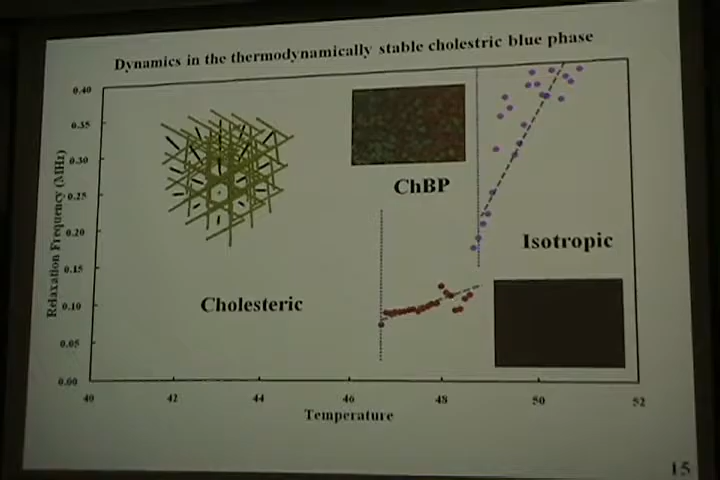 Dynamics in the thermodynamically stable cholestric blue phase
0.40
0.35
0.30
0.25
0.20
0.15
0.10
0.05
0.00
Relaxation Frequency (MHz)
ChBP
Isotropic
Cholesteric
40
42
44
46
48
50
52
Temperature
15